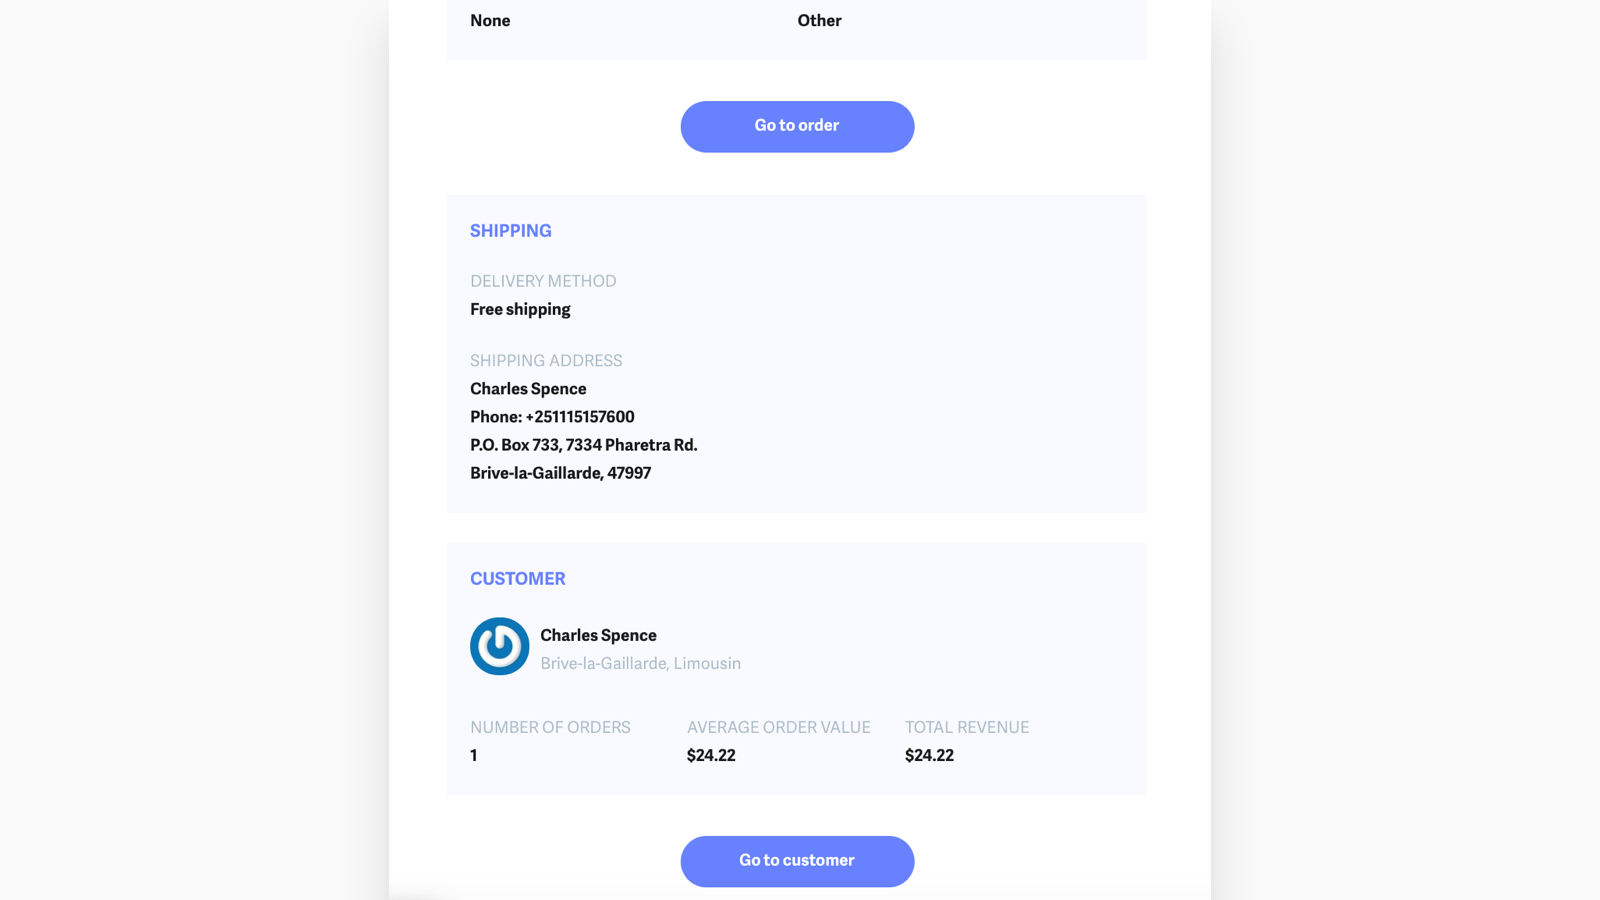 None
Other
Go to order
SHIPPING
DELIVERY METHOD
Free shipping
SHIPPING ADDRESS
Charles Spence
Phone: +251115157600
P.O. Box 733, 7334 Pharetra Rd.
Brive-la-Gaillarde, 47997
CUSTOMER
Charles Spence
Brive-la-Gaillarde, Limousin
NUMBER OF ORDERS
1
AVERAGE ORDER VALUE
$24.22
TOTAL REVENUE
$24.22
Go to customer